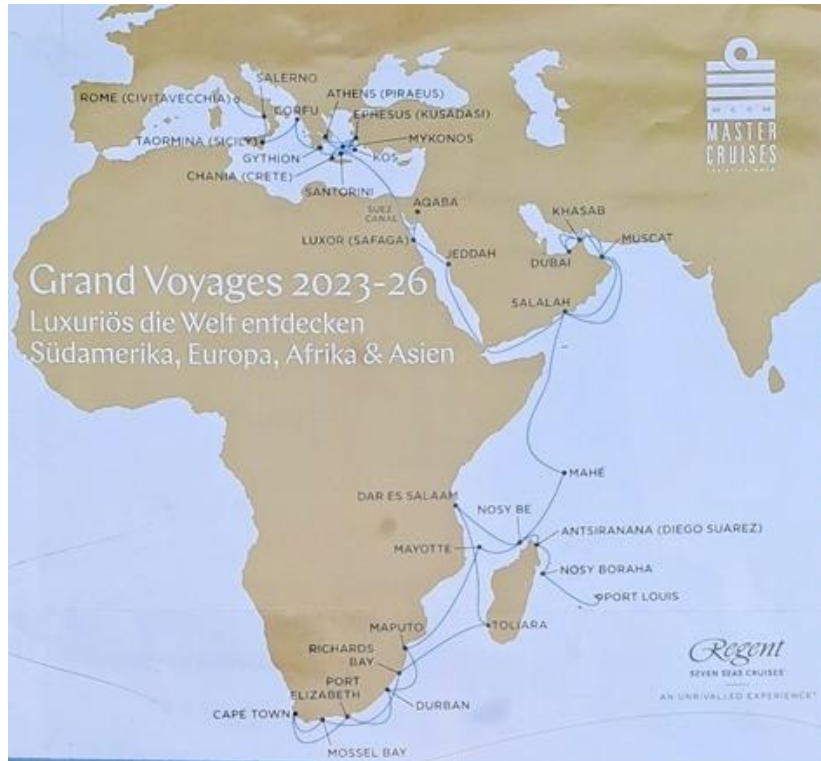 SALERNO
ROME (CIVITAVECCHIA)
ATHENS (PIRAEUS)
CORFU
EPHESUS (KUSADASI)
TAORMINA (SICILY)
MYKONOS
GYTHION
KOS
CHANIA (CRETE)
SANTORINI
MASTER
CRUISES
AQABA
SUEZ
CANAL
KHASAB
LUXOR (SAFAGA)
MUSCAT
JEDDAH
DUBAI
SALALAH
Grand Voyages 2023-26
Luxuriös die Welt entdecken
Südamerika, Europa, Afrika & Asien
MAHÉ
DAR ES SALAAM
NOSY BE
ANTSIRANANA (DIEGO SUAREZ)
MAYOTTE
NOSY BORAHA
PORT LOUIS
MAPUTO
TOLIARA
RICHARDS
BAY
PORT
ELIZABETH
DURBAN
CAPE TOWN
MOSSEL BAY
Regent
SEVEN SEAS CRUISES
AN UNRIVALLED EXPERIENCE